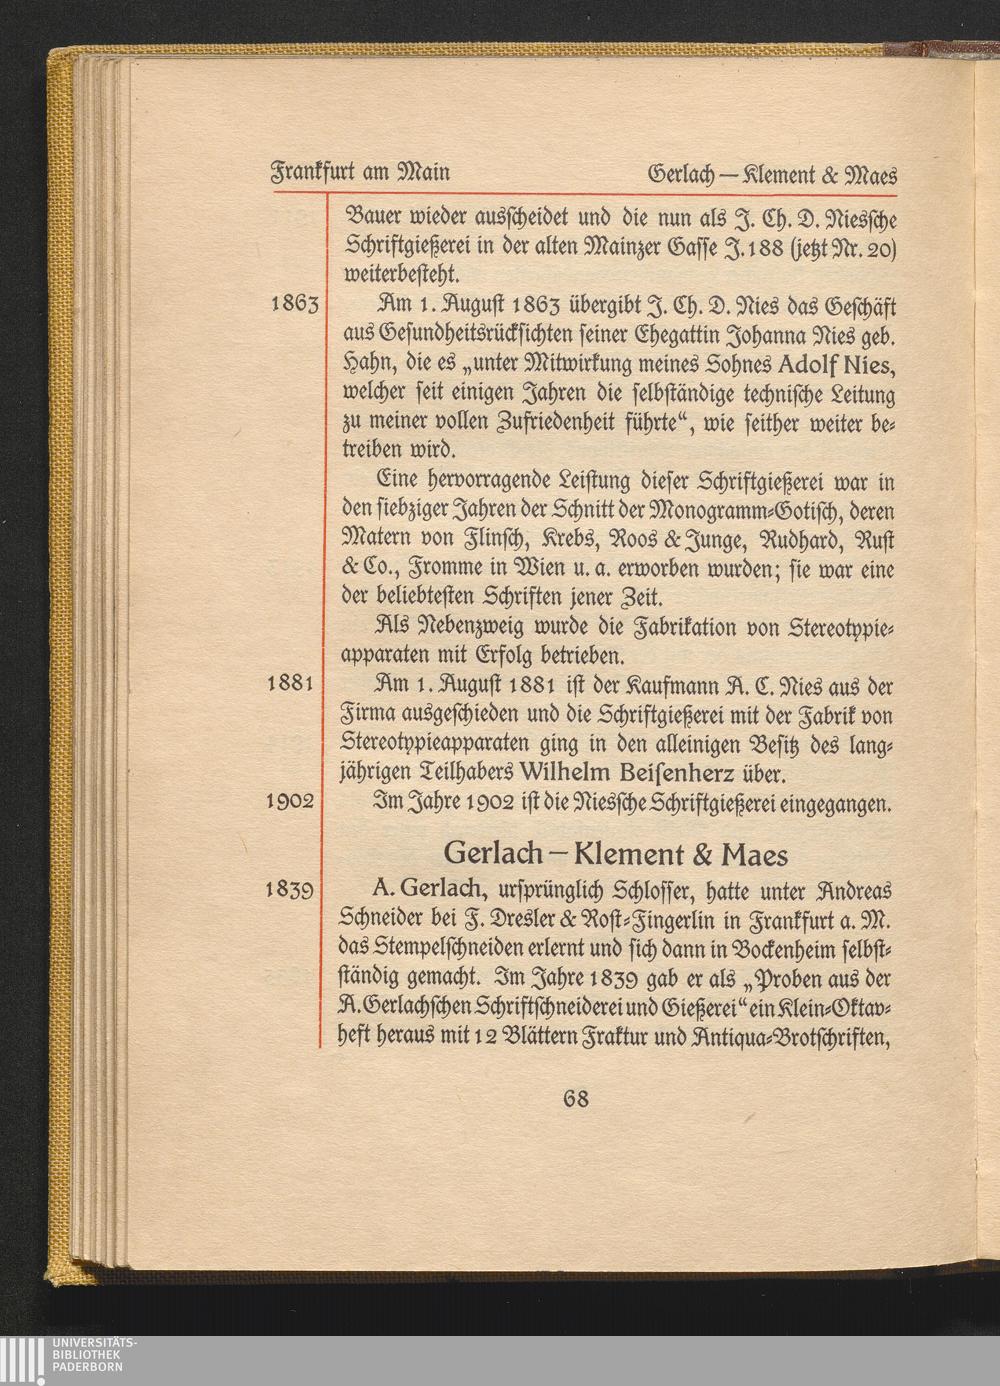 Frankfurt am Main Gerlach — Klement & Maes
Bauer wieder ausscheidet und die nun als J. Ch. D. Niessche
Schriftgießerei in der alten Mainzer Gasse J. 188 (jetzt Nr. 20)
weiterbesteht.
1863 Am 1. August 1863 übergibt J. Ch. D. Nies das Geschäft
aus Gesundheitsrücksichten seiner Ehegattin Johanna Nies geb.
Hahn, die es „unter Mitwirkung meines Sohnes Adolf Nies,
welcher seit einigen Jahren die selbständige technische Leitung
zu meiner vollen Zufriedenheit führte“, wie seither weiter be-
treiben wird.
Eine hervorragende Leistung dieser Schriftgießerei war in
den siebziger Jahren der Schnitt der Monogramm-Gotisch, deren
Matern von Flinsch, Krebs, Roos & Junge, Rudhard, Rust
& Co., Fromme in Wien u. a. erworben wurden; sie war eine
der beliebtesten Schriften jener Zeit.
Als Nebenzweig wurde die Fabrikation von Stereotypie-
apparaten mit Erfolg betrieben.
1881 Am 1. August 1881 ist der Kaufmann A. C. Nies aus der
Firma ausgeschieden und die Schriftgießerei mit der Fabrik von
Stereotypieapparaten ging in den alleinigen Besitz des lang-
jährigen Teilhabers Wilhelm Beisenherz über.
1902 Im Jahre 1902 ist die Niessche Schriftgießerei eingegangen.
Gerlach — Klement & Maes
1839 A. Gerlach, ursprünglich Schlosser, hatte unter Andreas
Schneider bei F. Dresler & Rost-Fingerlin in Frankfurt a. M.
das Stempelschneiden erlernt und sich dann in Bockenheim selbst-
ständig gemacht. Im Jahre 1839 gab er als „Proben aus der
A. Gerlachschen Schriftschneiderei und Gießerei“ ein Klein-Oktav-
heft heraus mit 12 Blättern Fraktur und Antiqua-Brotschriften,
68
UNIVERSITÄTS-
BIBLIOTHEK
PADERBORN